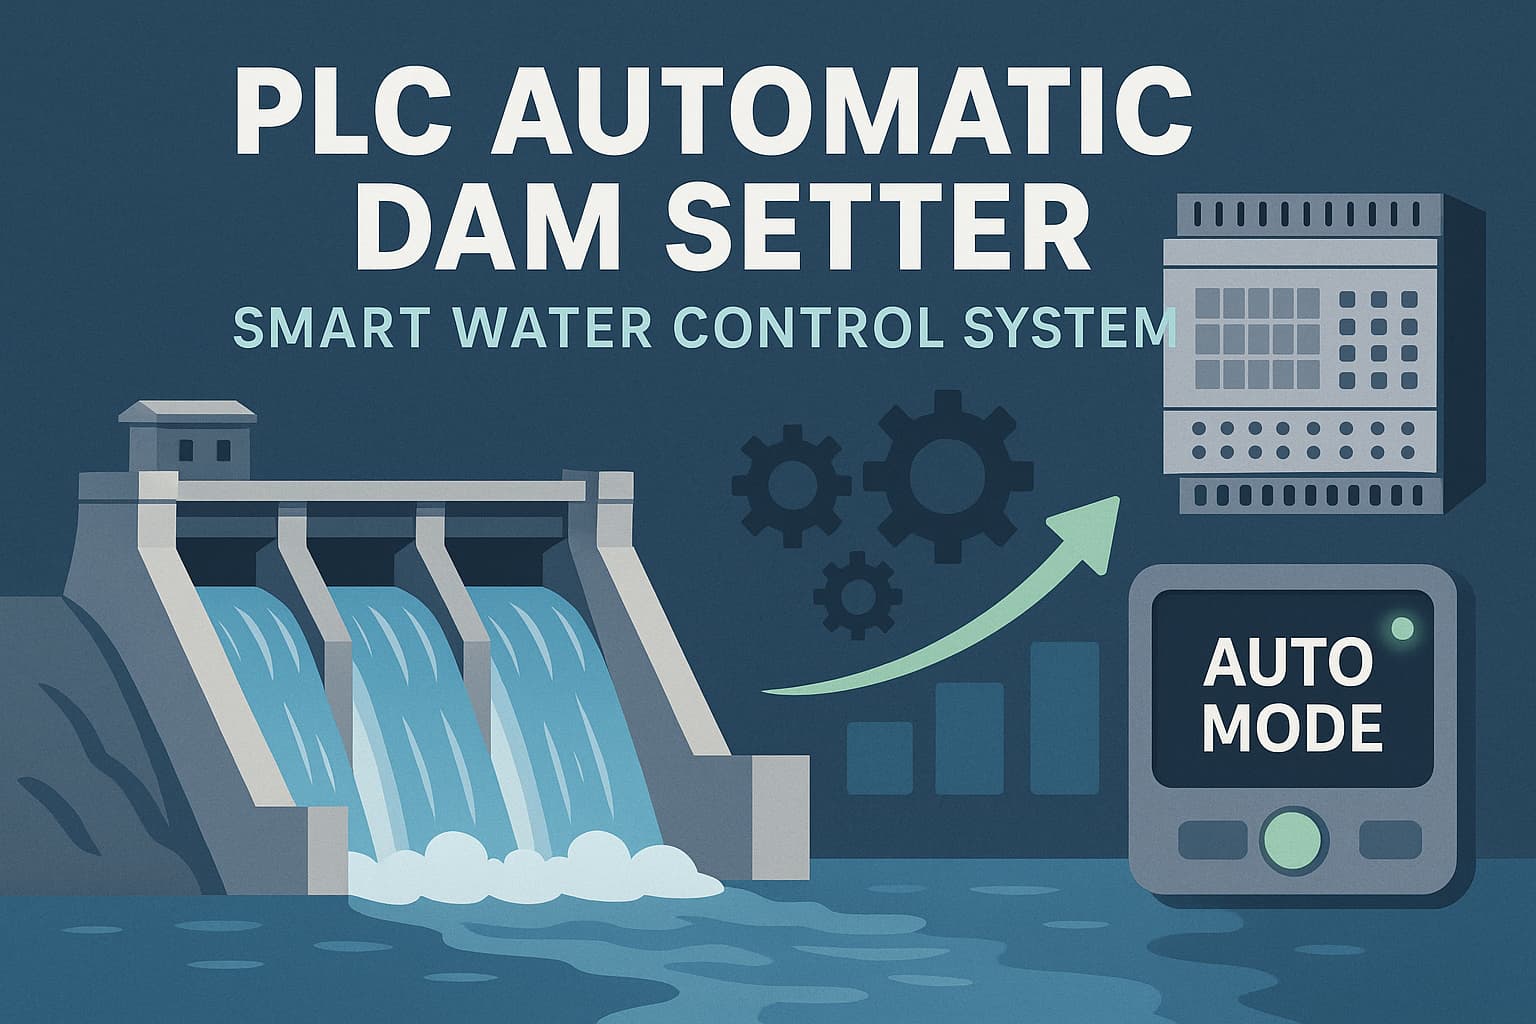 PLC AUTOMATIC
DAM SETTER
SMART WATER CONTROL SYSTEM
AUTO
MODE